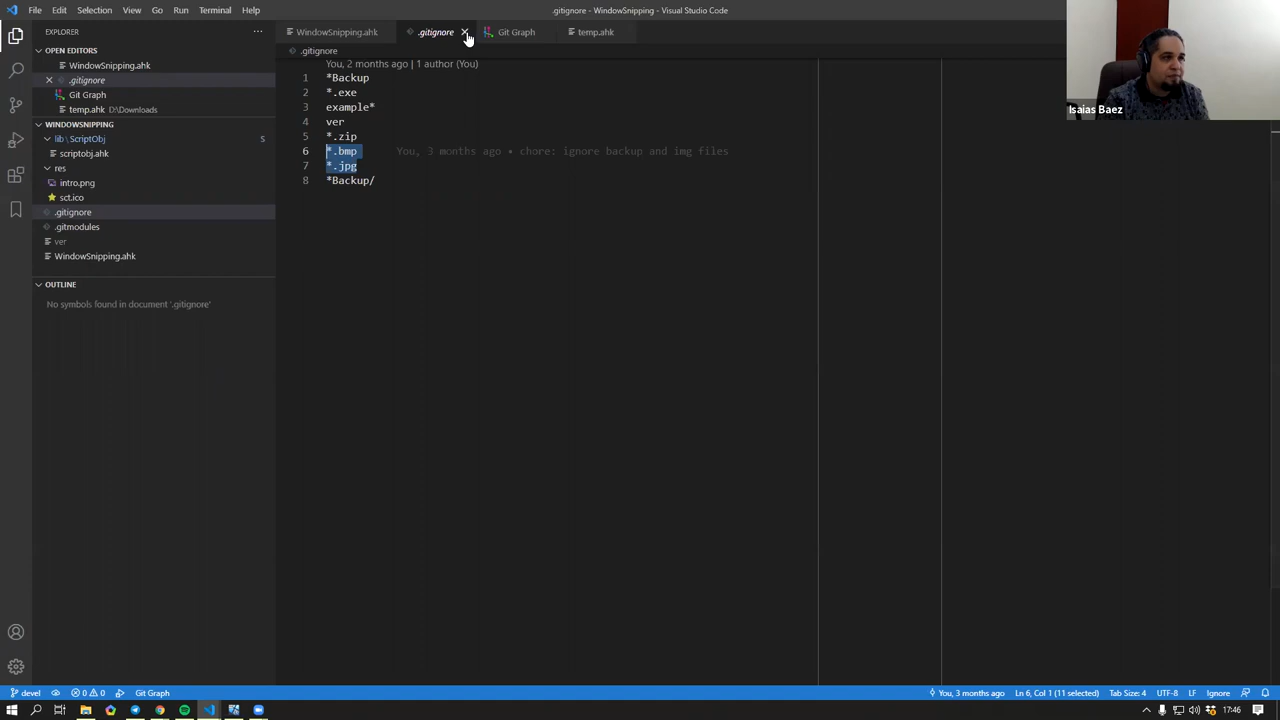 File Edit Selection View Go Run Terminal Help
.gitignore - WindowSnipping - Visual Studio Code
EXPLORER
WindowSnipping.ahk
.gitignore
Git Graph
temp.ahk
OPEN EDITORS
.gitignore
WindowSnipping.ahk
.gitignore
Git Graph
temp.ahk D:\Downloads
WINDOWSNIPPING
lib \ ScriptObj 5
scriptobj.ahk
res
intro.png
sct.ico
.gitignore
.gitmodules
ver
WindowSnipping.ahk
OUTLINE
No symbols found in document '.gitignore'
You, 2 months ago | 1 author (You)
1 *Backup
2 *.exe
3 example*
4 ver
5 *.zip
6 *.bmp You, 3 months ago • chore: ignore backup and img files
7 *.jpg
8 *Backup/
Isaias Baez
devel
0 0
Git Graph
You, 3 months ago
Ln 6, Col 1 (11 selected)
Tab Size: 4
UTF-8
LF
Ignore
17:46